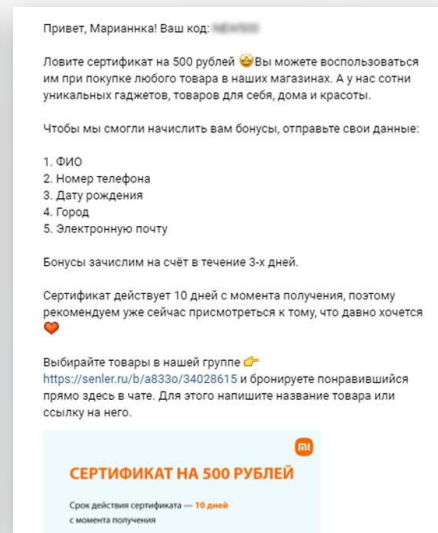 Привет, Марианнка! Ваш код:
Ловите сертификат на 500 рублей 🤩Вы можете воспользоваться
им при покупке любого товара в наших магазинах. А у нас сотни
уникальных гаджетов, товаров для себя, дома и красоты.
Чтобы мы смогли начислить вам бонусы, отправьте свои данные:
1. ФИО
2. Номер телефона
3. Дату рождения
4. Город
5. Электронную почту
Бонусы зачислим на счёт в течение 3-х дней.
Сертификат действует 10 дней с момента получения, поэтому
рекомендуем уже сейчас присмотреться к тому, что давно хочется
❤
Выбирайте товары в нашей группе 👉
https://senler.ru/b/a833o/34028615 и бронируете понравившийся
прямо здесь в чате. Для этого напишите название товара или
ссылку на него.
mi
СЕРТИФИКАТ НА 500 РУБЛЕЙ
Срок действия сертификата — 10 дней
с момента получения